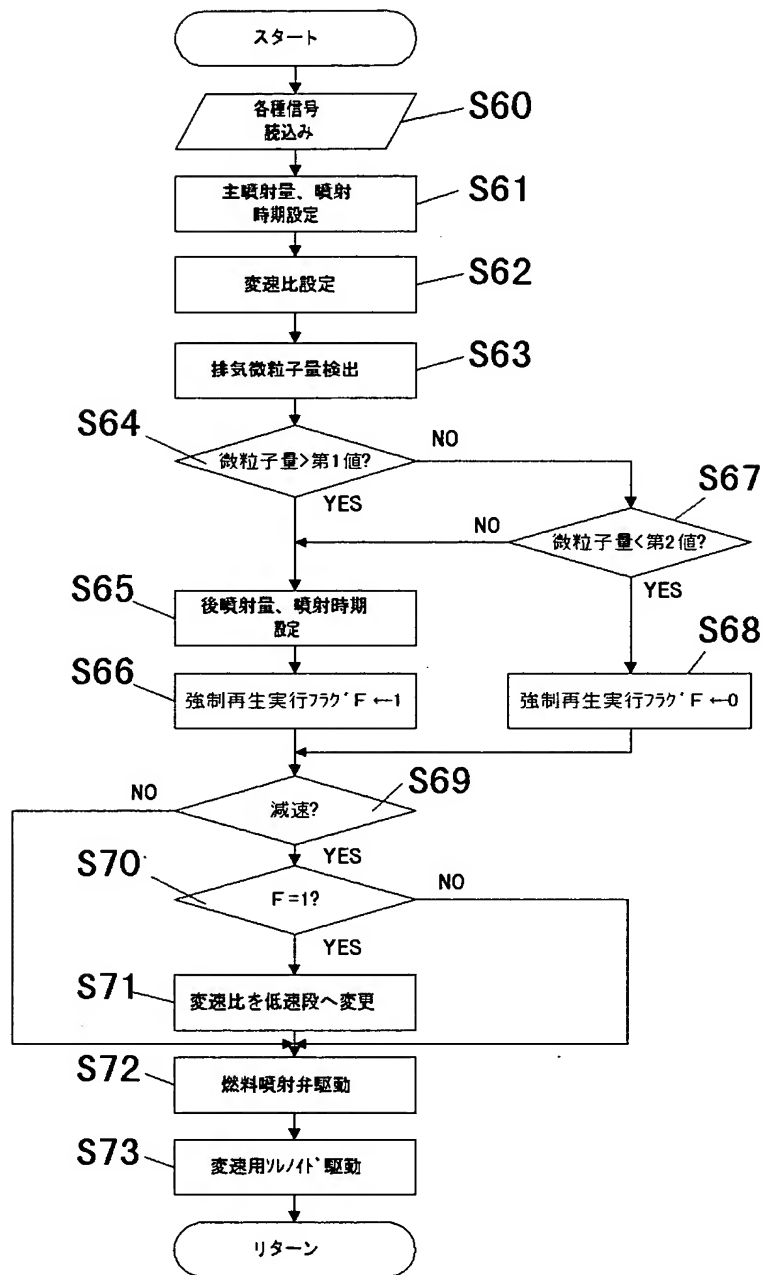 スタート
各種信号
読込み
S60
主噴射量、噴射
時期設定
S61
変速比設定
S62
排気微粒子量検出
S63
S64
微粒子量>第1値?
NO
YES
S67
微粒子量<第2値?
NO
YES
S65
後噴射量、噴射時期
設定
S66
強制再生実行フラグ F ←1
S68
強制再生実行フラグ F ←0
S69
減速?
NO
YES
S70
F=1?
NO
YES
S71
変速比を低速段へ変更
S72
燃料噴射弁駆動
S73
変速用ソレノイド駆動
リターン